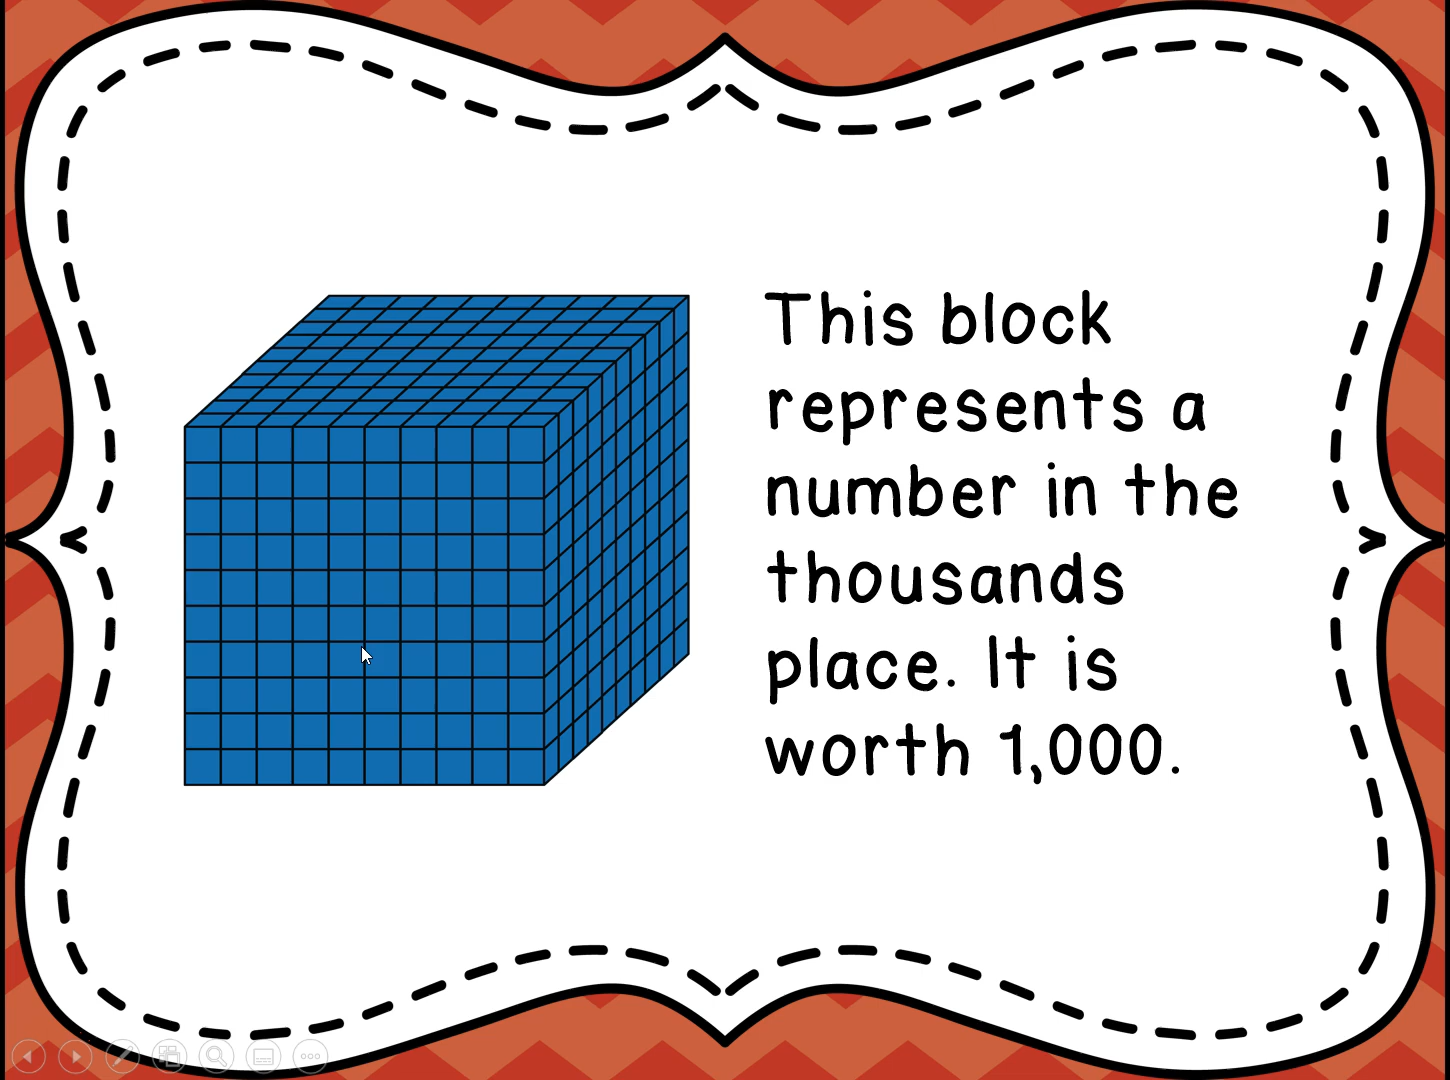 This block
represents a
number in the
thousands
place. It is
worth 1,000.